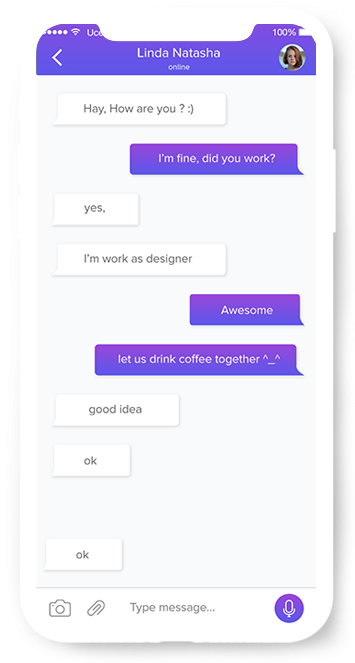 Uce 100%
Linda Natasha
online
Hay, How are you ? :)
I'm fine, did you work?
yes,
I'm work as designer
Awesome
let us drink coffee together ^_^
good idea
ok
ok
Type message...